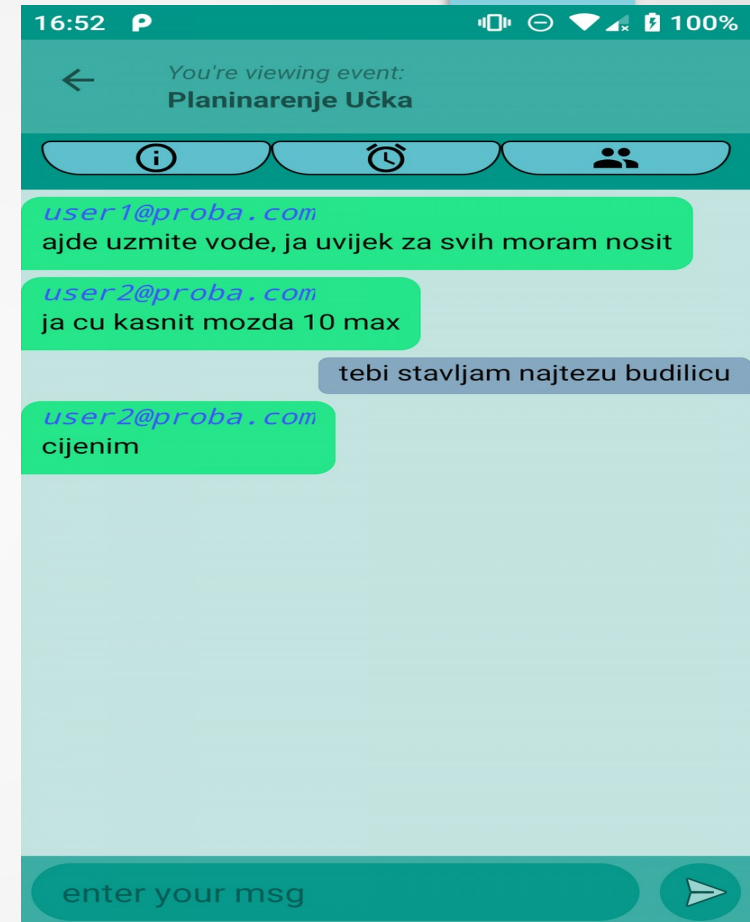 16:52 100%
You're viewing event:
Planinarenje Učka
user1@proba.com
ajde uzmite vode, ja uvijek za svih moram nosit
user2@proba.com
ja cu kasnit mozda 10 max
tebi stavljam najtezu budilicu
user2@proba.com
cijenim
enter your msg